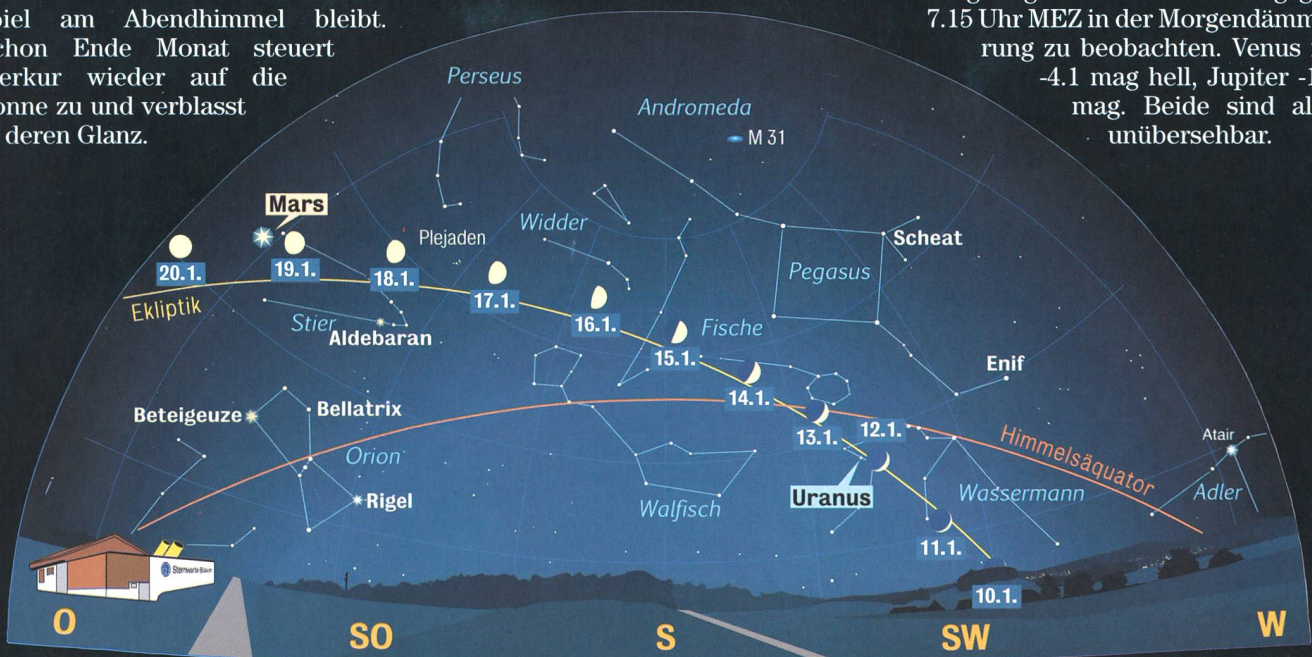 piel am Abendhimmel bleibt.
chon Ende Monat steuert
erkur wieder auf die
onne zu und verblasst
deren Glanz.
7.15 Uhr MEZ in der Morgendämm
rung zu beobachten. Venus
-4.1 mag hell, Jupiter -1
mag. Beide sind al
unübersehbar.
Perseus
Andromeda
M 31
Mars
Widder
Plejaden
Scheat
Pegasus
20.1.
19.1.
18.1.
17.1.
16.1.
15.1.
14.1.
13.1.
12.1.
11.1.
10.1.
Ekliptik
Stier
Aldebaran
Fische
Enif
Beteigeuze
Bellatrix
Orion
Rigel
Walfisch
Uranus
Wassermann
Himmelsäquator
Atair
Adler
Sternwarte Bülach
O
SO
S
SW
W